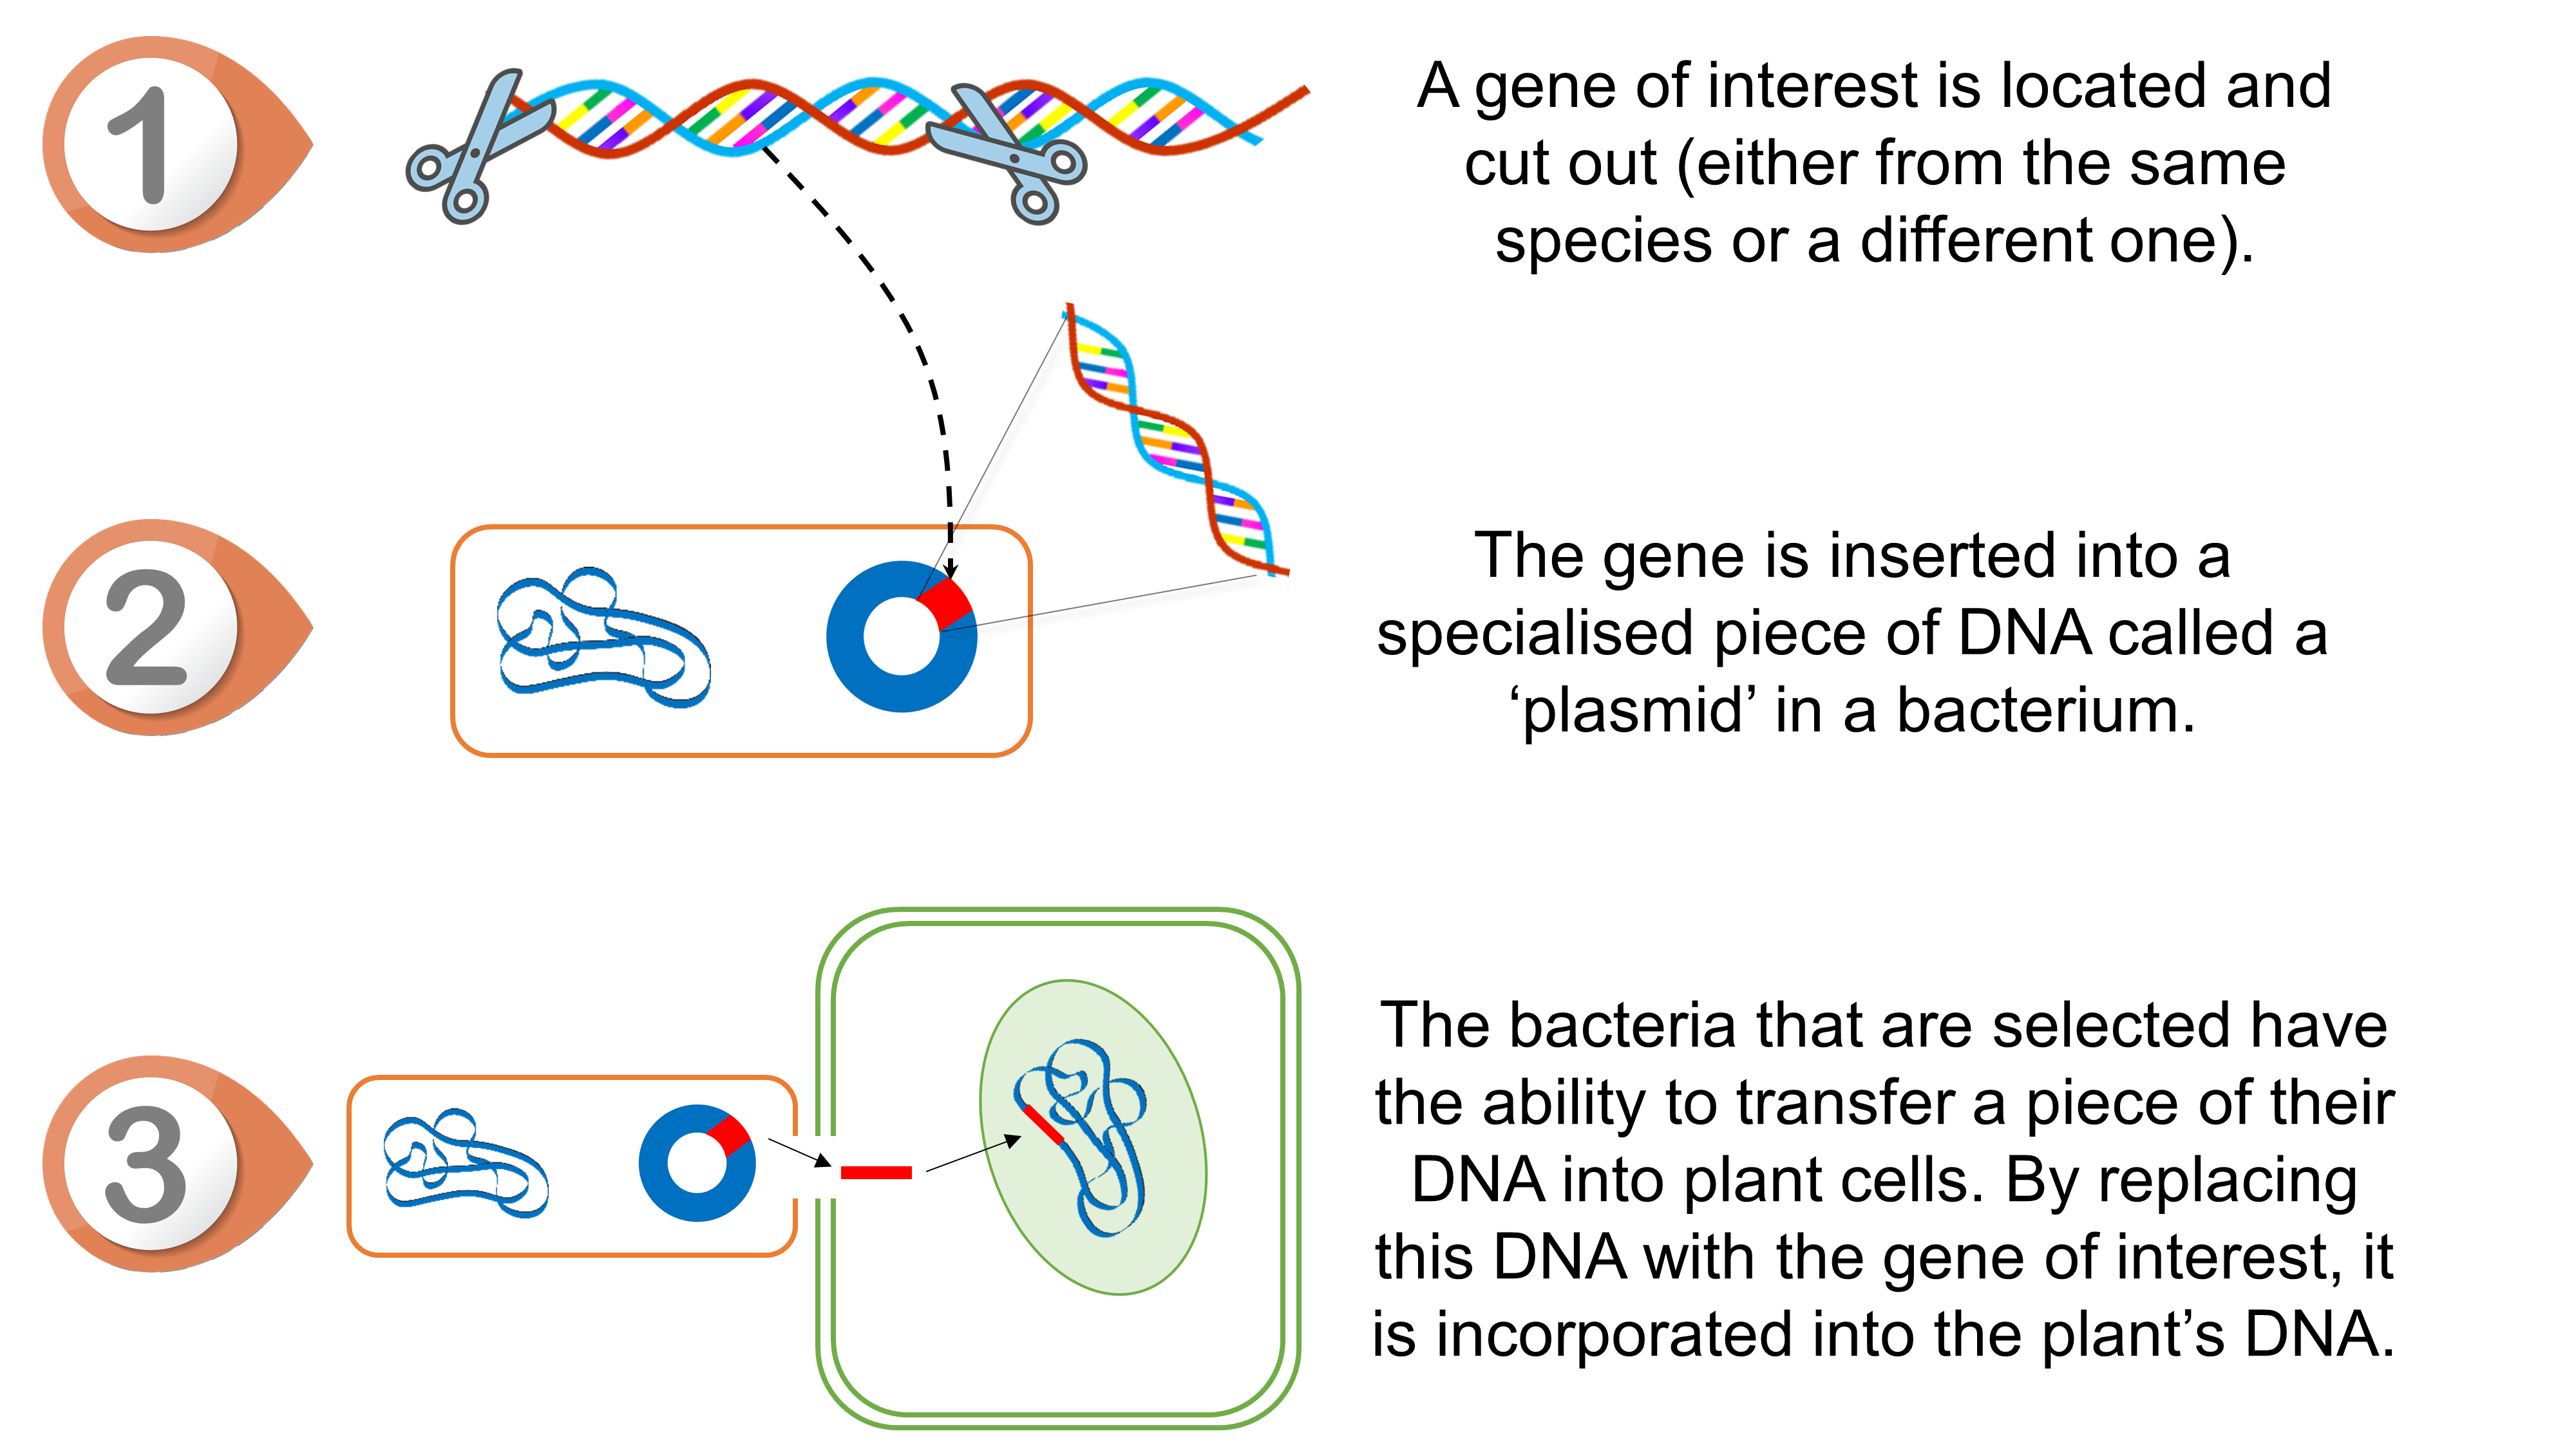 1
A gene of interest is located and
cut out (either from the same
species or a different one).
2
The gene is inserted into a
specialised piece of DNA called a
‘plasmid’ in a bacterium.
3
The bacteria that are selected have
the ability to transfer a piece of their
DNA into plant cells. By replacing
this DNA with the gene of interest, it
is incorporated into the plant’s DNA.